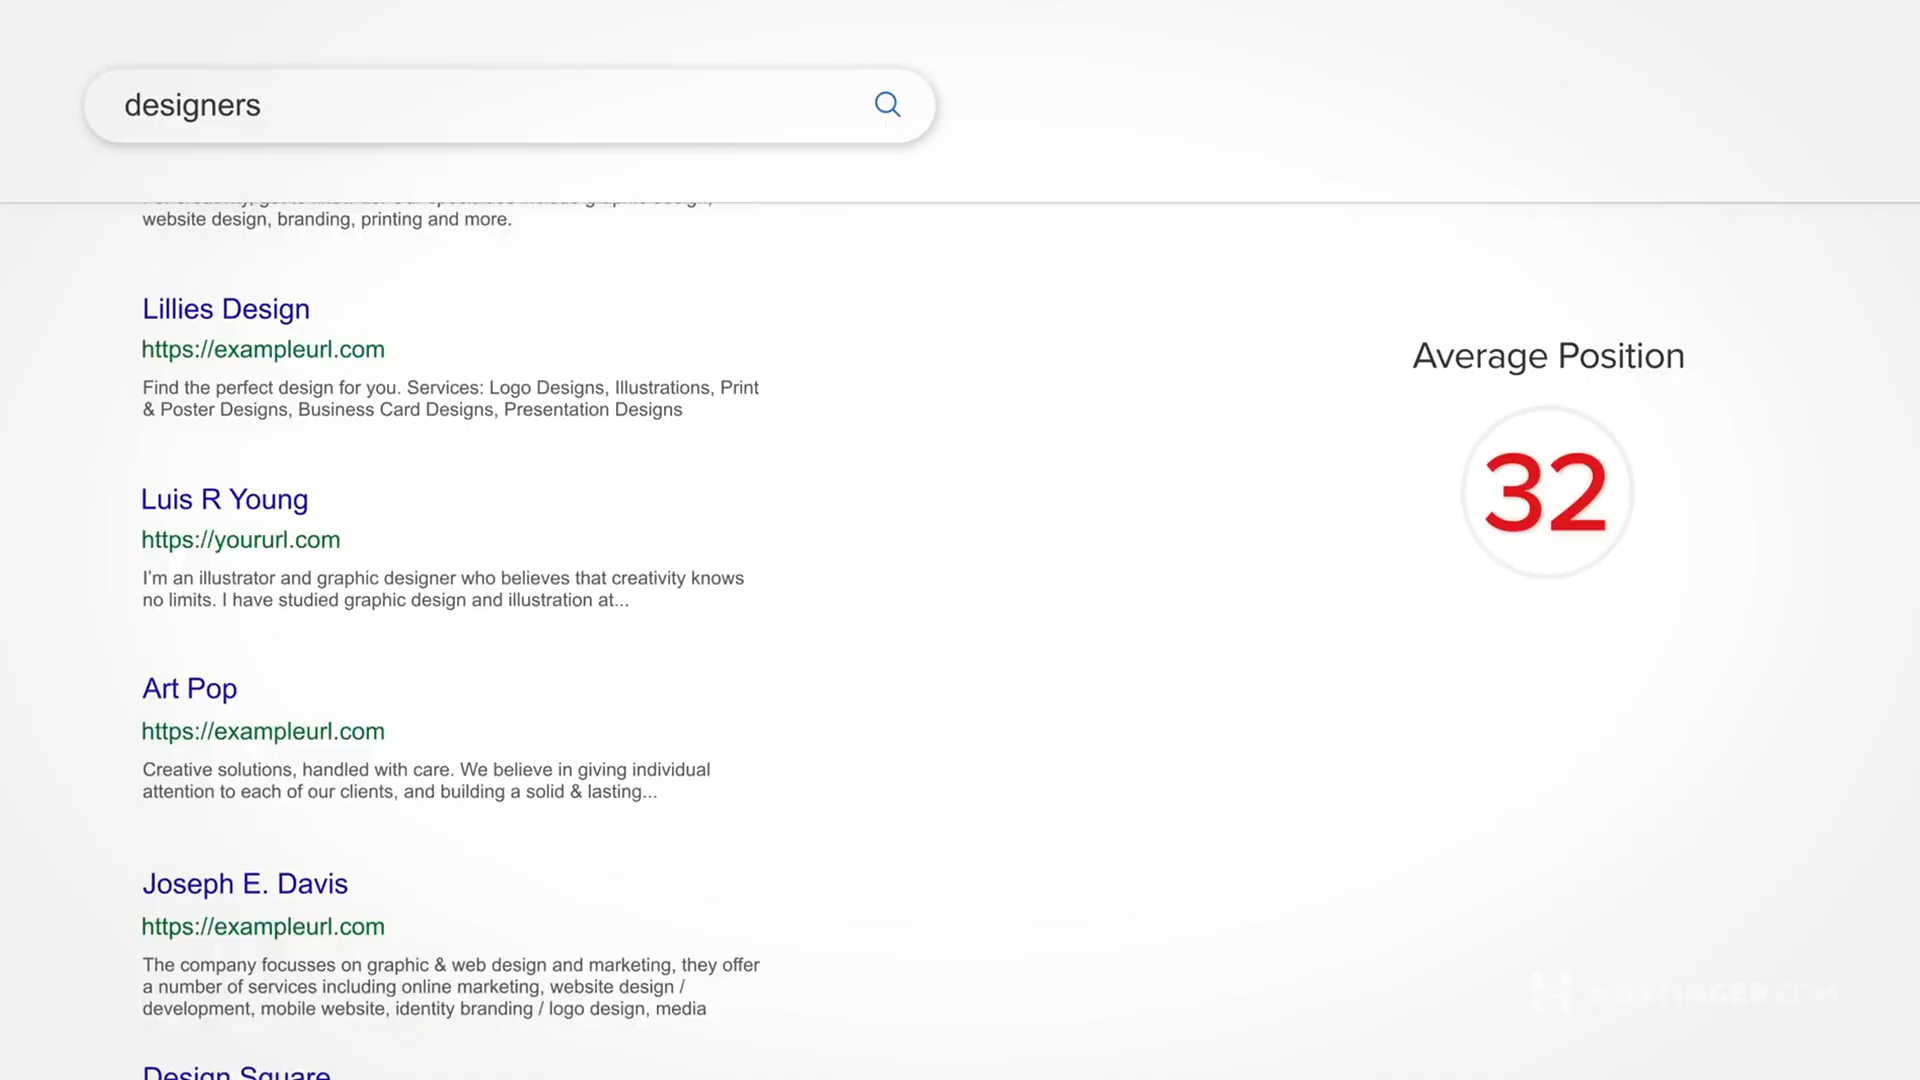 designers
website design, branding, printing and more.
Lillies Design
https://exampleurl.com
Find the perfect design for you. Services: Logo Designs, Illustrations, Print
& Poster Designs, Business Card Designs, Presentation Designs
Average Position
32
Luis R Young
https://yoururl.com
I'm an illustrator and graphic designer who believes that creativity knows
no limits. I have studied graphic design and illustration at...
Art Pop
https://exampleurl.com
Creative solutions, handled with care. We believe in giving individual
attention to each of our clients, and building a solid & lasting...
Joseph E. Davis
https://exampleurl.com
The company focusses on graphic & web design and marketing, they offer
a number of services including online marketing, website design /
development, mobile website, identity branding / logo design, media
HOSTINGER.COM
Design Square